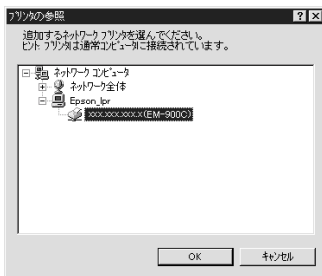 プリンタの参照
追加するネットワーク プリンタを選んでください。
ヒント プリンタは通常コンピュータに接続されています。
ネットワーク コンピュータ
ネットワーク全体
Epson_lpr
xxx.xxx.xxx.x(EM-900C)
OK
キャンセル